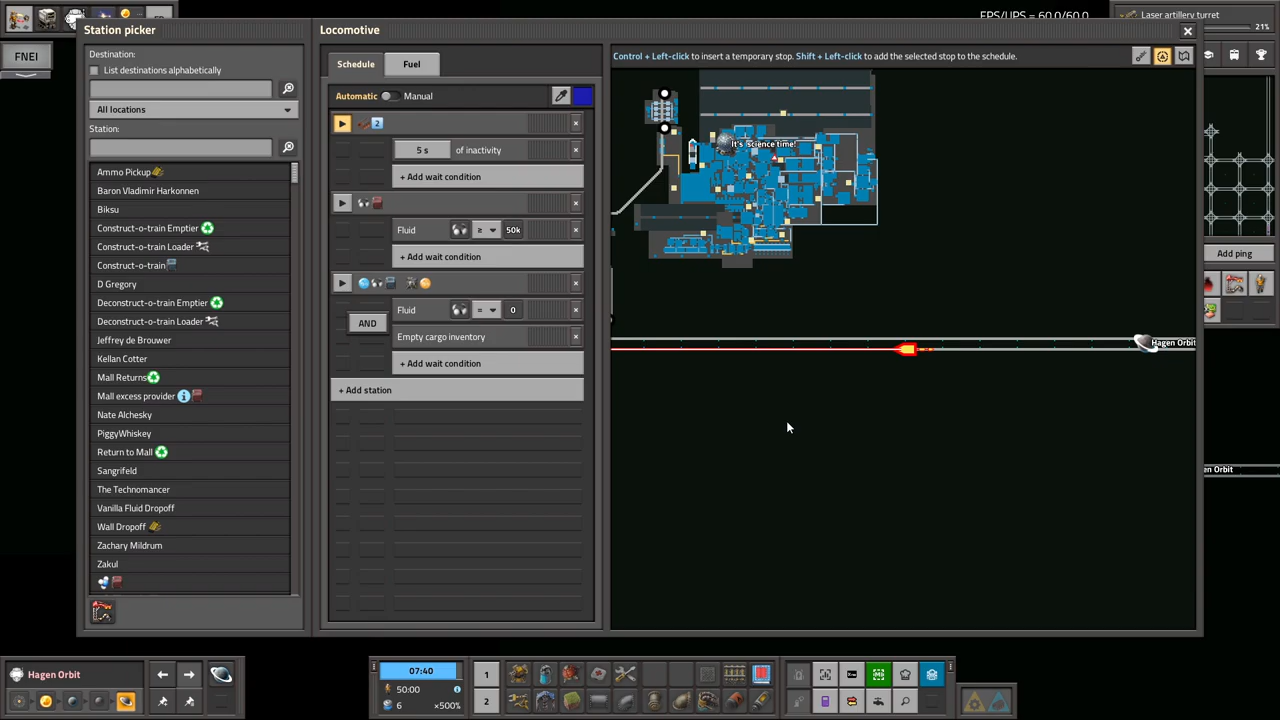 FPS/UPS = 60.0/60.0
Laser artillery turret
21%
FNEI
Station picker
Destination:
List destinations alphabetically
All locations
Station:
Ammo Pickup
Baron Vladimir Harkonnen
Biksu
Construct-o-train Emptier
Construct-o-train Loader
Construct-o-train
D Gregory
Deconstruct-o-train Emptier
Deconstruct-o-train Loader
Jeffrey de Brouwer
Kellan Cotter
Mall Returns
Mall excess provider
Nate Alchesky
PiggyWhiskey
Return to Mall
Sangrifeld
The Technomancer
Vanilla Fluid Dropoff
Wall Dropoff
Zachary Mildrum
Zakul
Locomotive
Schedule
Fuel
Automatic
Manual
2
5 s
of inactivity
+ Add wait condition
Fluid
≥
50k
+ Add wait condition
Fluid
=
0
AND
Empty cargo inventory
+ Add wait condition
+ Add station
Control + Left-click to insert a temporary stop. Shift + Left-click to add the selected stop to the schedule.
It's science time!
Hagen Orbit
Add ping
en Orbit
Hagen Orbit
07:40
50:00
6
×500%
1
2